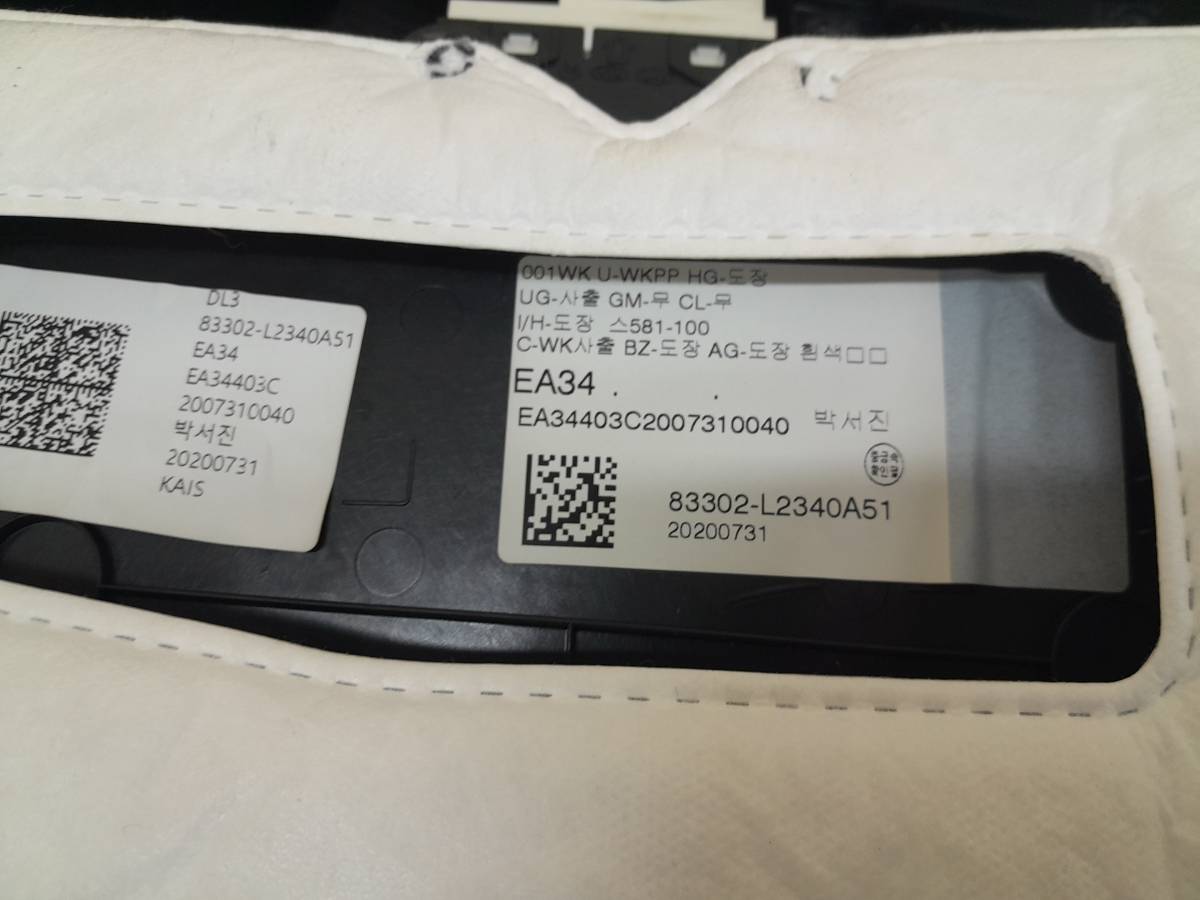 DL3
83302-L2340A51
EA34
EA34403C
2007310040
박서진
20200731
KAIS
001WK U-WKPP HG-도장
UG-사출 GM-무 CL-무
I/H-도장 스581-100
C-WK사출 BZ-도장 AG-도장 흰색□□
EA34 . .
EA34403C2007310040 박서진
83302-L2340A51
20200731